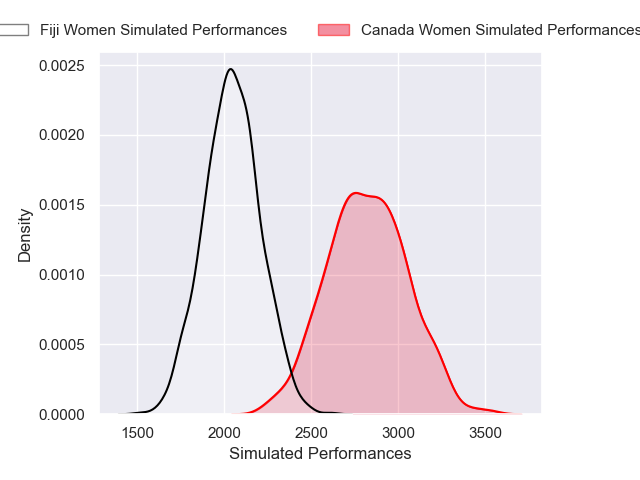 Fiji Women Simulated Performances
Canada Women Simulated Performances
0.0025
0.0020
0.0015
0.0010
0.0005
0.0000
Density
1500 2000 2500 3000 3500
Simulated Performances